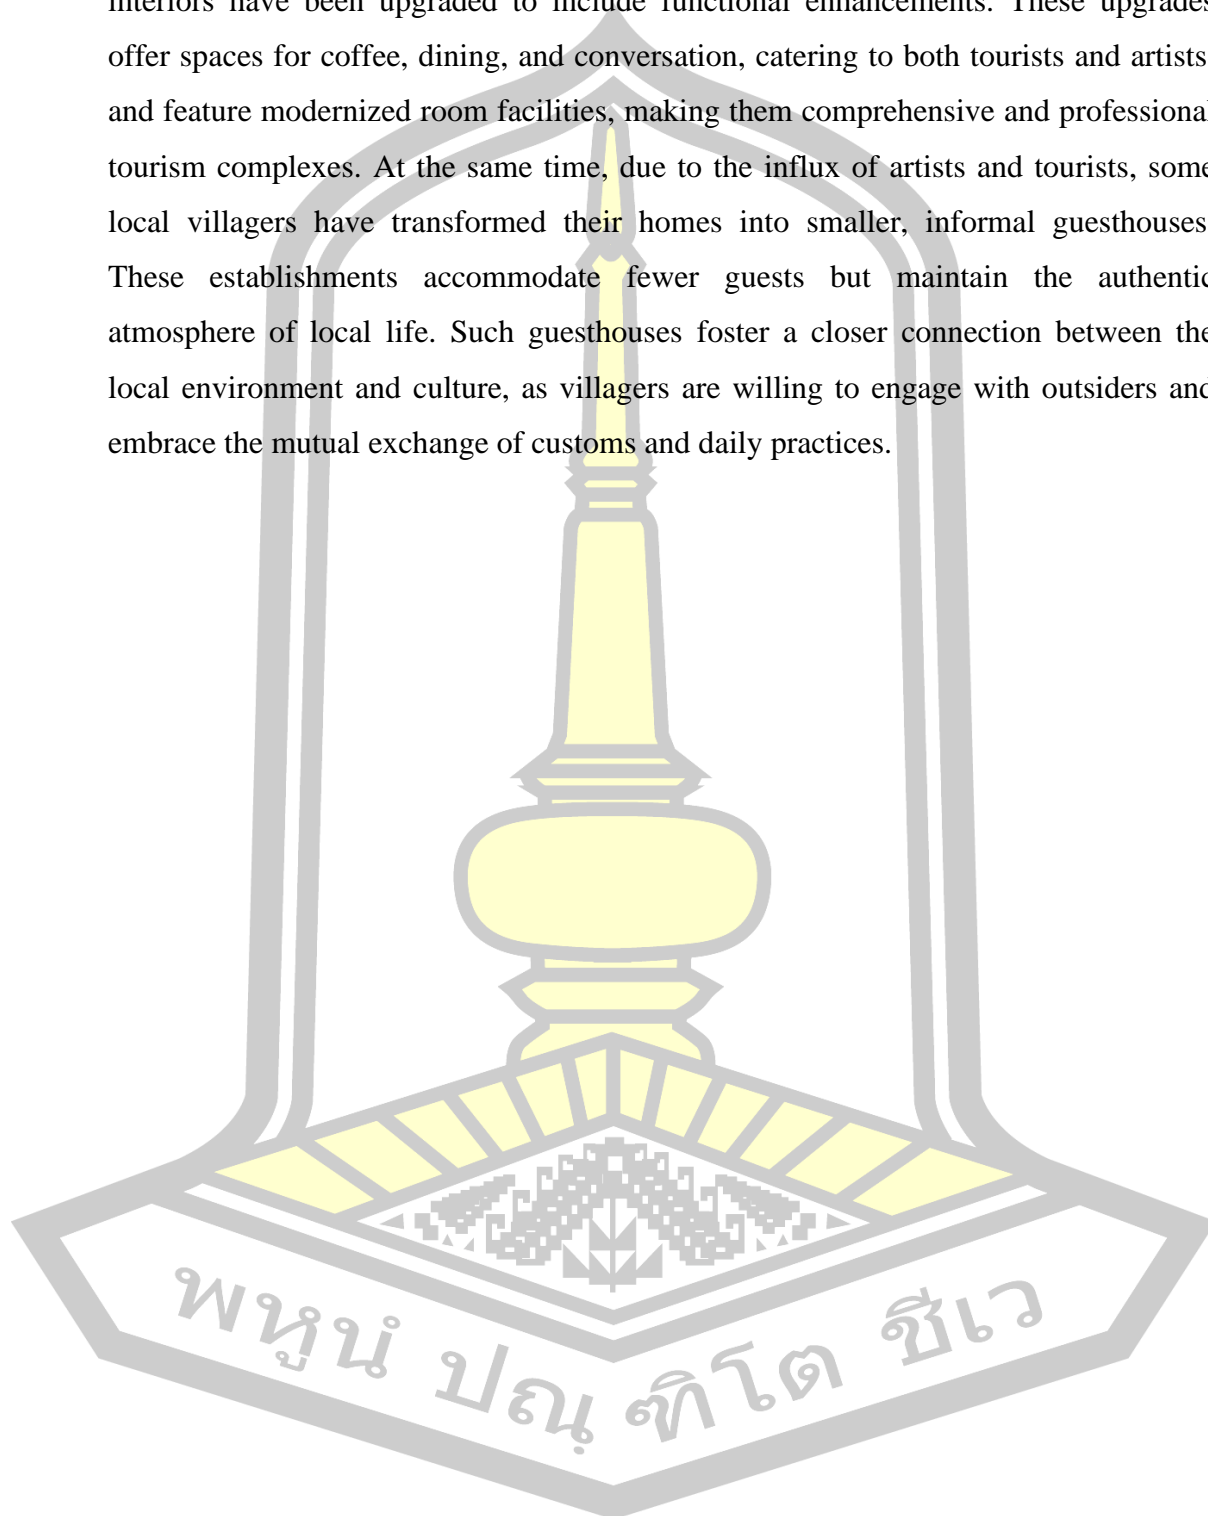 interiors have been upgraded to include functional enhancements. These upgrades
offer spaces for coffee, dining, and conversation, catering to both tourists and artists
and feature modernized room facilities, making them comprehensive and professional
tourism complexes. At the same time, due to the influx of artists and tourists, some
local villagers have transformed their homes into smaller, informal guesthouses.
These establishments accommodate fewer guests but maintain the authentic
atmosphere of local life. Such guesthouses foster a closer connection between the
local environment and culture, as villagers are willing to engage with outsiders and
embrace the mutual exchange of customs and daily practices.
พหูนํ ปณฺ ฑิโต ชีเว